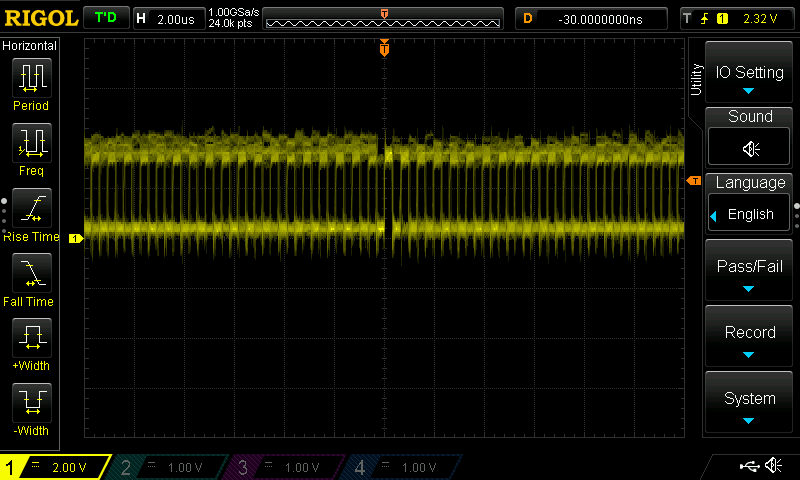 RIGOL T'D H 2.00us 1.00GSa/s 24.0k pts T D -30.0000000ns T 1 2.32 V
Horizontal
Period
Freq
Rise Time
Fall Time
+Width
-Width
T
T
1
Utility
IO Setting
Sound
Language
English
Pass/Fail
Record
System
1 2.00 V 2 1.00 V 3 1.00 V 4 1.00 V